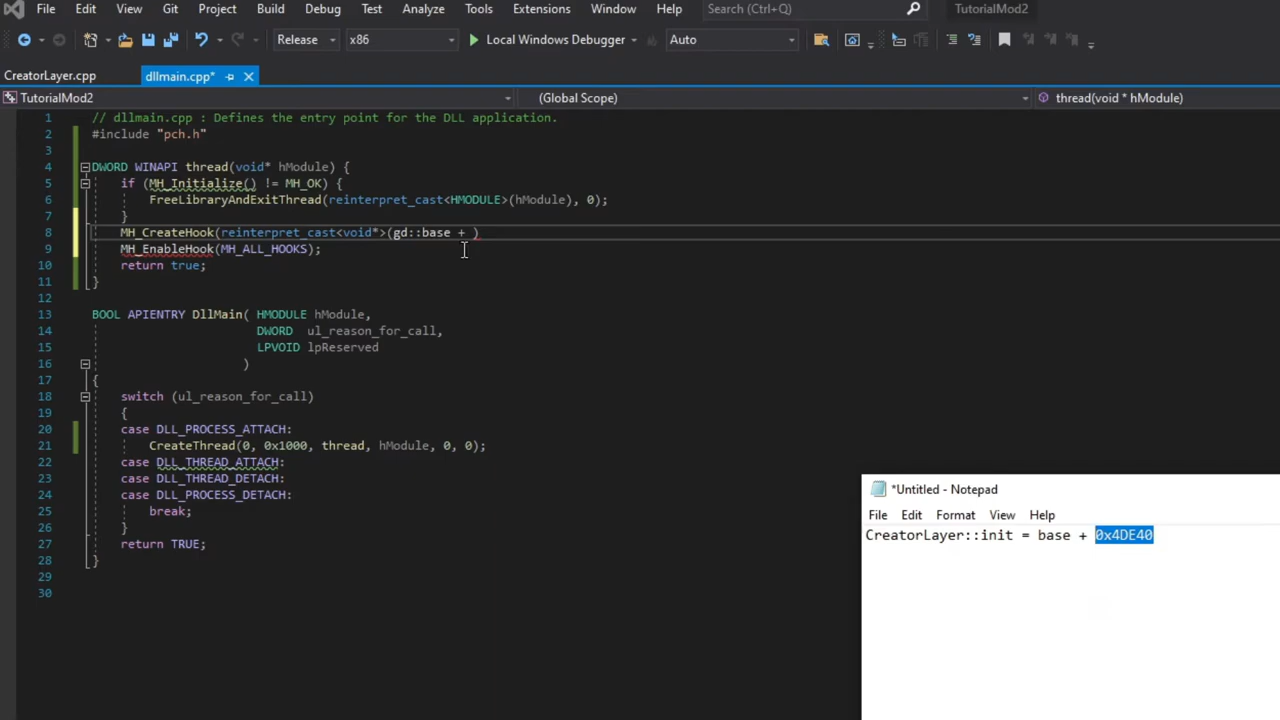 File Edit View Git Project Build Debug Test Analyze Tools Extensions Window Help Search (Ctrl+Q) TutorialMod2
Release x86 Local Windows Debugger Auto
CreatorLayer.cpp dllmain.cpp*
TutorialMod2 (Global Scope) thread(void * hModule)
1 // dllmain.cpp : Defines the entry point for the DLL application.
2 #include "pch.h"
3
4 DWORD WINAPI thread(void* hModule) {
5 if (MH_Initialize() != MH_OK) {
6 FreeLibraryAndExitThread(reinterpret_cast<HMODULE>(hModule), 0);
7 }
8 MH_CreateHook(reinterpret_cast<void*>(gd::base + )
9 MH_EnableHook(MH_ALL_HOOKS);
10 return true;
11 }
12
13 BOOL APIENTRY DllMain( HMODULE hModule,
14 DWORD ul_reason_for_call,
15 LPVOID lpReserved
16 )
17 {
18 switch (ul_reason_for_call)
19 {
20 case DLL_PROCESS_ATTACH:
21 CreateThread(0, 0x1000, thread, hModule, 0, 0);
22 case DLL_THREAD_ATTACH:
23 case DLL_THREAD_DETACH:
24 case DLL_PROCESS_DETACH:
25 break;
26 }
27 return TRUE;
28 }
29
30
*Untitled - Notepad
File Edit Format View Help
CreatorLayer::init = base + 0x4DE40